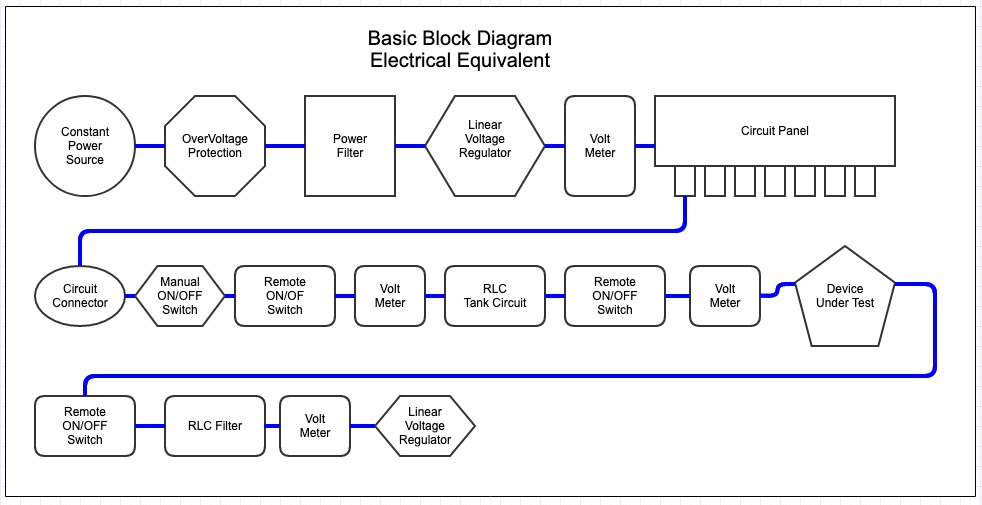 Basic Block Diagram
Electrical Equivalent
Constant
Power
Source
OverVoltage
Protection
Power
Filter
Linear
Voltage
Regulator
Volt
Meter
Circuit Panel
Circuit
Connector
Manual
ON/OFF
Switch
Remote
ON/OF
Switch
Volt
Meter
RLC
Tank Circuit
Remote
ON/OFF
Switch
Volt
Meter
Device
Under Test
Remote
ON/OFF
Switch
RLC Filter
Volt
Meter
Linear
Voltage
Regulator